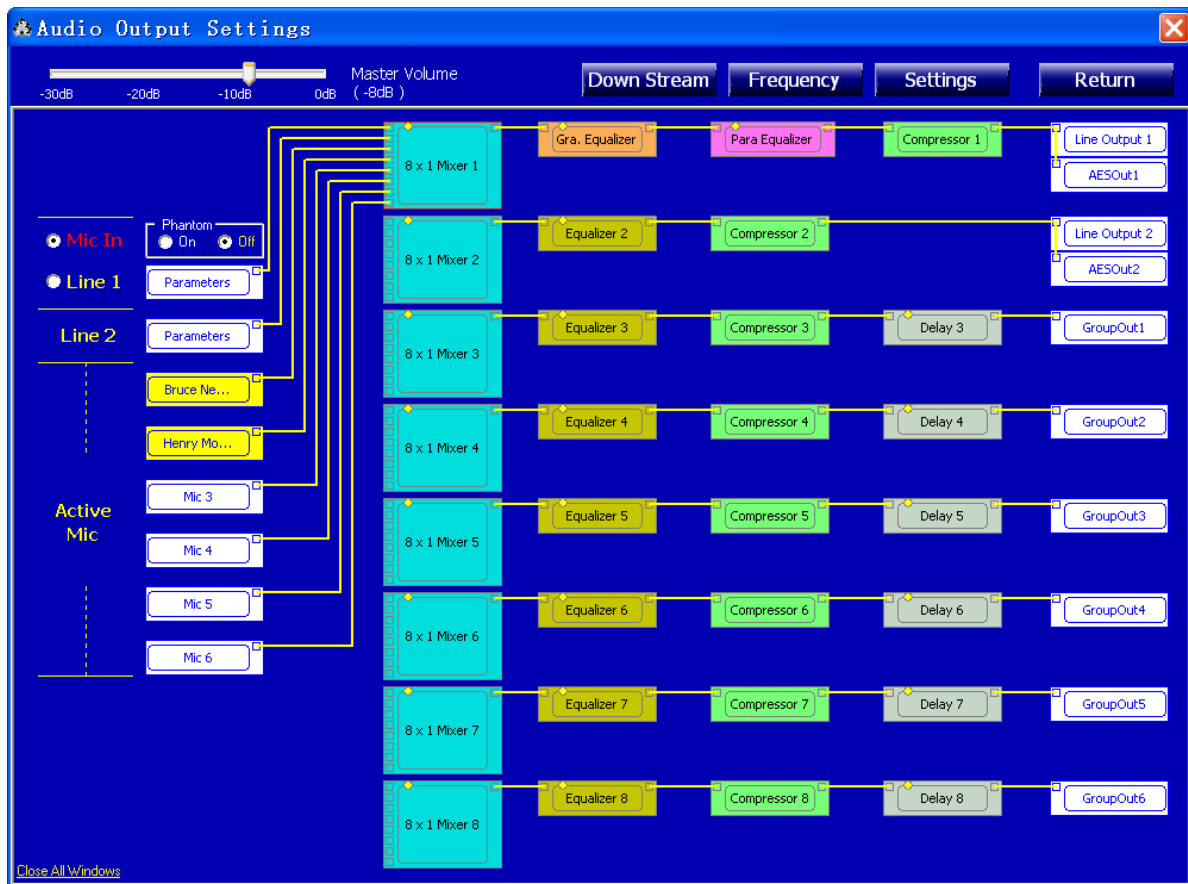 Audio Output Settings
-30dB -20dB -10dB 0dB
Master Volume
( -8dB )
Down Stream
Frequency
Settings
Return
Mic In
Phantom
On Off
Line 1
Parameters
Line 2
Parameters
Bruce Ne...
Henry Mo...
Active
Mic
Mic 3
Mic 4
Mic 5
Mic 6
8 x 1 Mixer 1
Gra. Equalizer
Para Equalizer
Compressor 1
Line Output 1
AESOut1
8 x 1 Mixer 2
Equalizer 2
Compressor 2
Line Output 2
AESOut2
8 x 1 Mixer 3
Equalizer 3
Compressor 3
Delay 3
GroupOut1
8 x 1 Mixer 4
Equalizer 4
Compressor 4
Delay 4
GroupOut2
8 x 1 Mixer 5
Equalizer 5
Compressor 5
Delay 5
GroupOut3
8 x 1 Mixer 6
Equalizer 6
Compressor 6
Delay 6
GroupOut4
8 x 1 Mixer 7
Equalizer 7
Compressor 7
Delay 7
GroupOut5
8 x 1 Mixer 8
Equalizer 8
Compressor 8
Delay 8
GroupOut6
Close All Windows